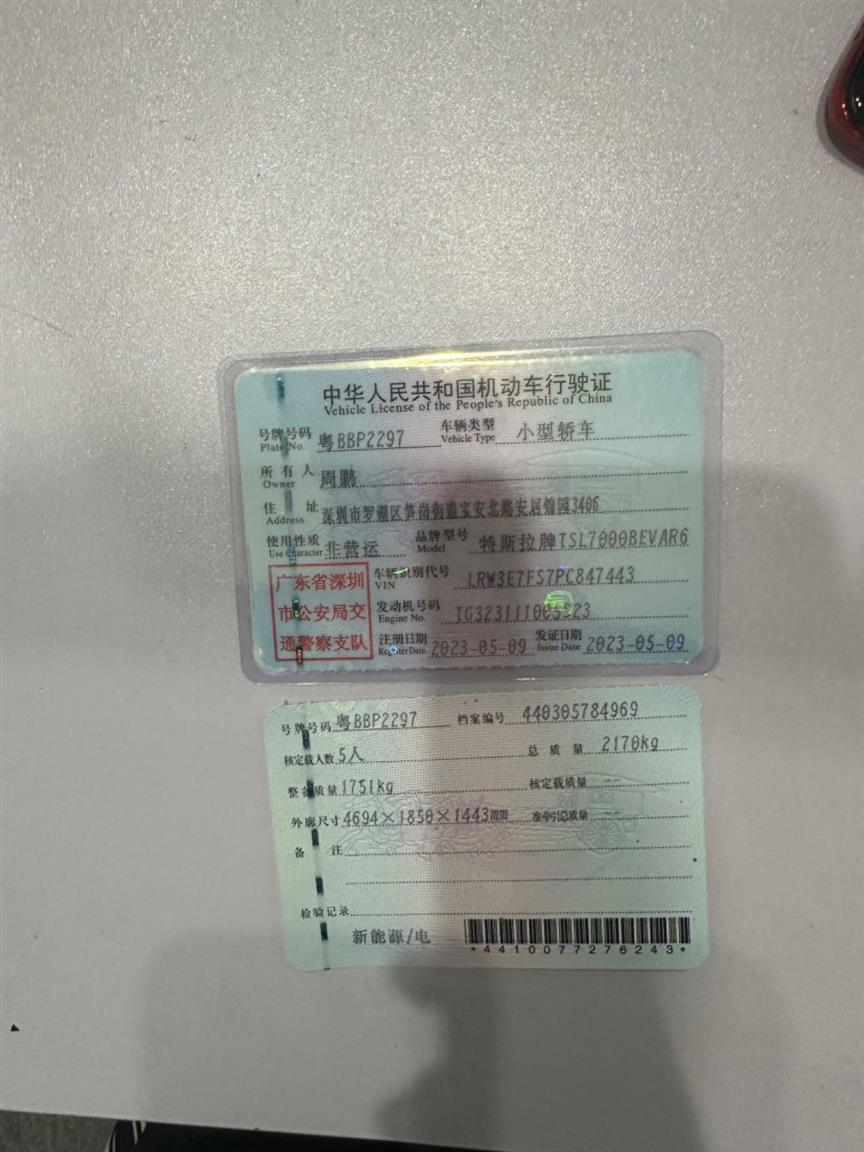 中华人民共和国机动车行驶证
Vehicle License of the People's Republic of China
号牌号码 粤BBP2297 车辆类型 小型轿车
Plate No. Vehicle Type
所有人 周鹏
Owner
住址 深圳市罗湖区笋岗街道宝安北路安居锦园3406
Address
使用性质 非营运 品牌型号 特斯拉牌TSL7000BEVAR6
Use Character Model
广东省深圳
市公安局交
通警察支队
车辆识别代号 LRW3E7FS7PC847443
VIN
发动机号码 TG323111005S23
Engine No.
注册日期 2023-05-09 发证日期 2023-05-09
Register Date Issue Date
号牌号码 粤BBP2297 档案编号 440305784969
核定载人数 5人 总质量 2170kg
整备质量 1751kg 核定载质量 --
外廓尺寸 4694×1850×1443mm 准牵引总质量 --
备注
检验记录
新能源/电
*4410077276243*